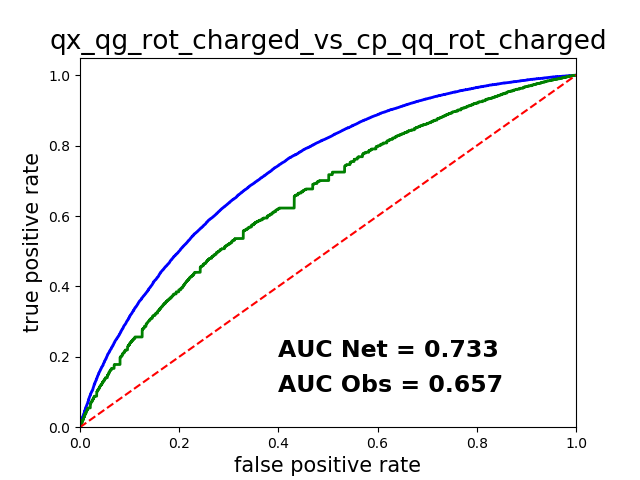 qx_qg_rot_charged_vs_cp_qq_rot_charged
1.0
0.8
0.6
0.4
0.2
0.0
true positive rate
AUC Net = 0.733
AUC Obs = 0.657
0.0 0.2 0.4 0.6 0.8 1.0
false positive rate